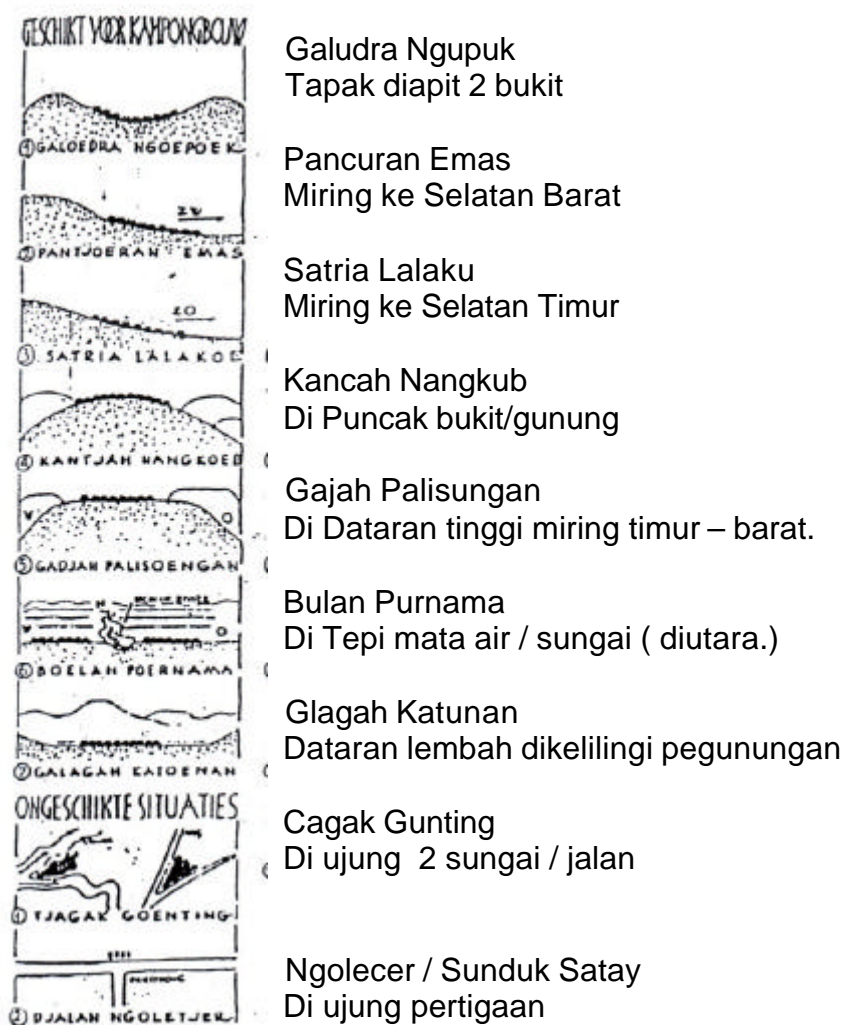 GESCHIKT VOOR KAMPONGBOUW
Galudra Ngupuk
Tapak diapit 2 bukit
① GALOEDRA NGOEPOEK
Pancuran Emas
Miring ke Selatan Barat
ZW
② PANTJOERAN EMAS
Satria Lalaku
Miring ke Selatan Timur
ZO
③ SATRIA LALAKOE
Kancah Nangkub
Di Puncak bukit/gunung
④ KANTJAH NANGKOEB
Gajah Palisungan
Di Dataran tinggi miring timur – barat.
W O
⑤ GADJAH PALISOENGAN
Bulan Purnama
Di Tepi mata air / sungai ( diutara.)
N
W O
⑥ BOELAN POERNAMA
Glagah Katunan
Dataran lembah dikelilingi pegunungan
⑦ GALAGAH KATOENAN
ONGESCHIKTE SITUATIES
Cagak Gunting
Di ujung 2 sungai / jalan
① TJAGAK GOENTING
Ngolecer / Sunduk Satay
Di ujung pertigaan
② DJALAN NGOLETJER